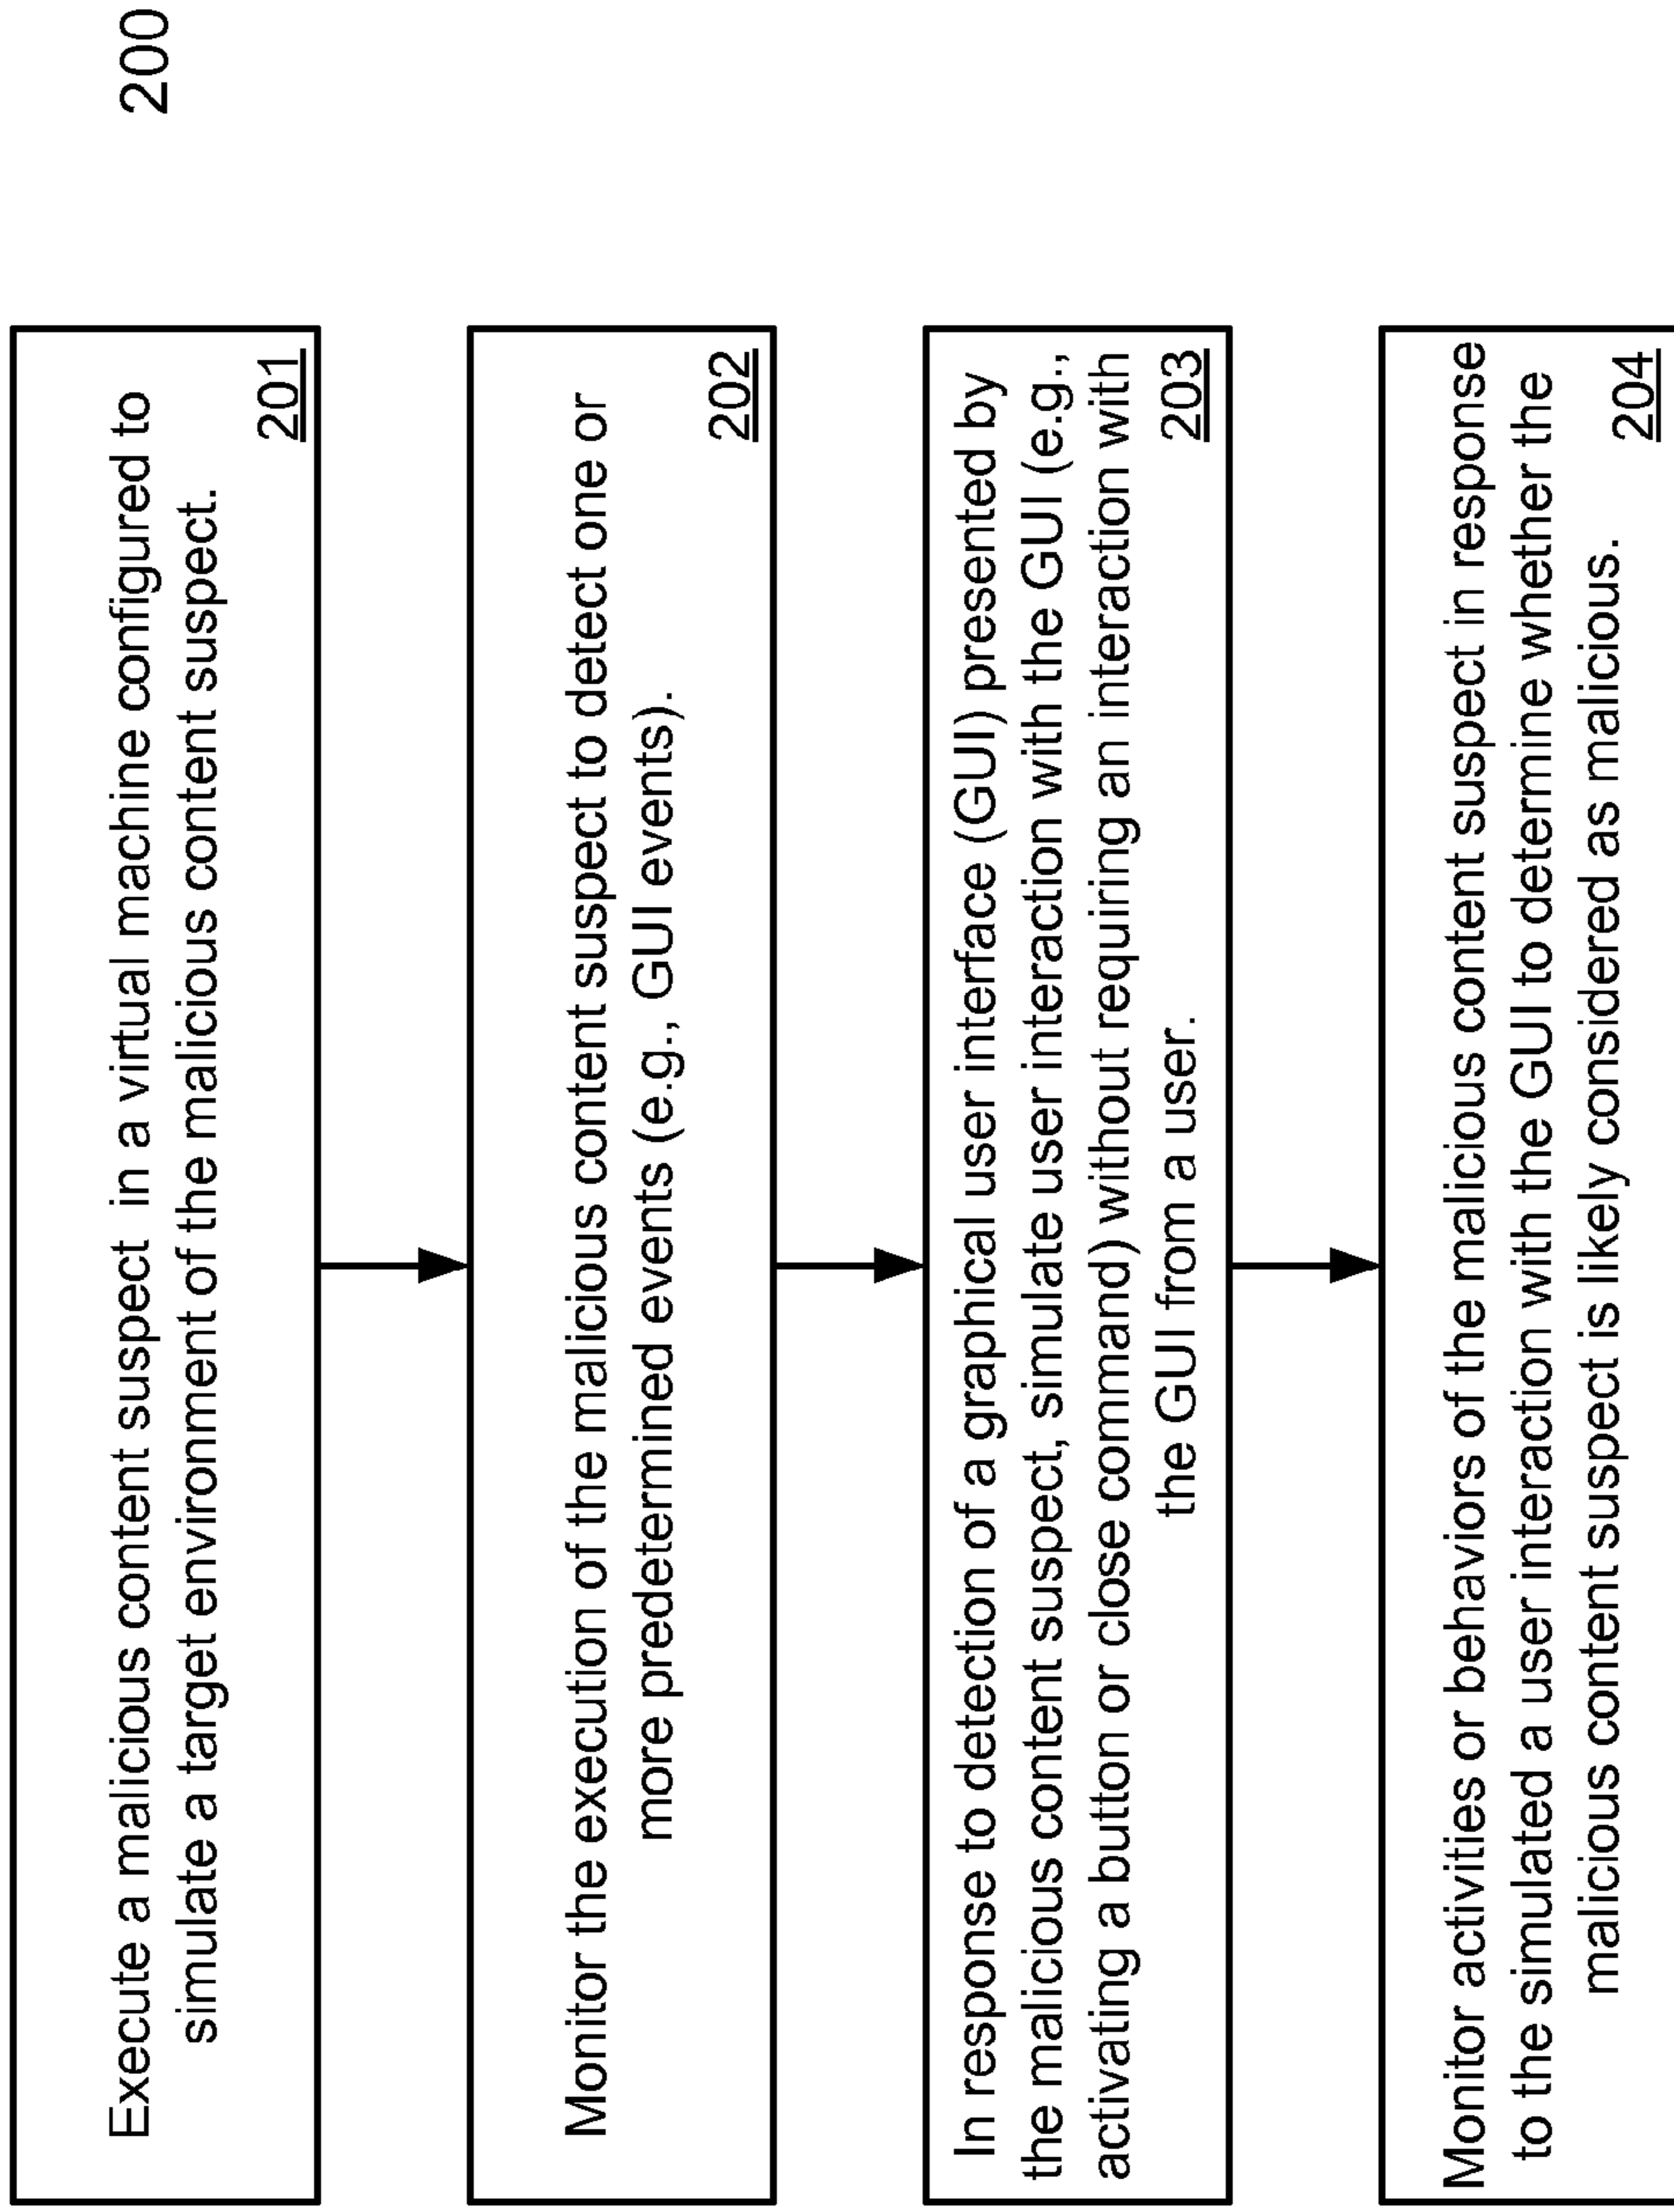 200
Execute a malicious content suspect in a virtual machine configured to
simulate a target environment of the malicious content suspect.
201
Monitor the execution of the malicious content suspect to detect one or
more predetermined events (e.g., GUI events).
202
In response to detection of a graphical user interface (GUI) presented by
the malicious content suspect, simulate user interaction with the GUI (e.g.,
activating a button or close command) without requiring an interaction with
the GUI from a user.
203
Monitor activities or behaviors of the malicious content suspect in response
to the simulated a user interaction with the GUI to determine whether the
malicious content suspect is likely considered as malicious.
204